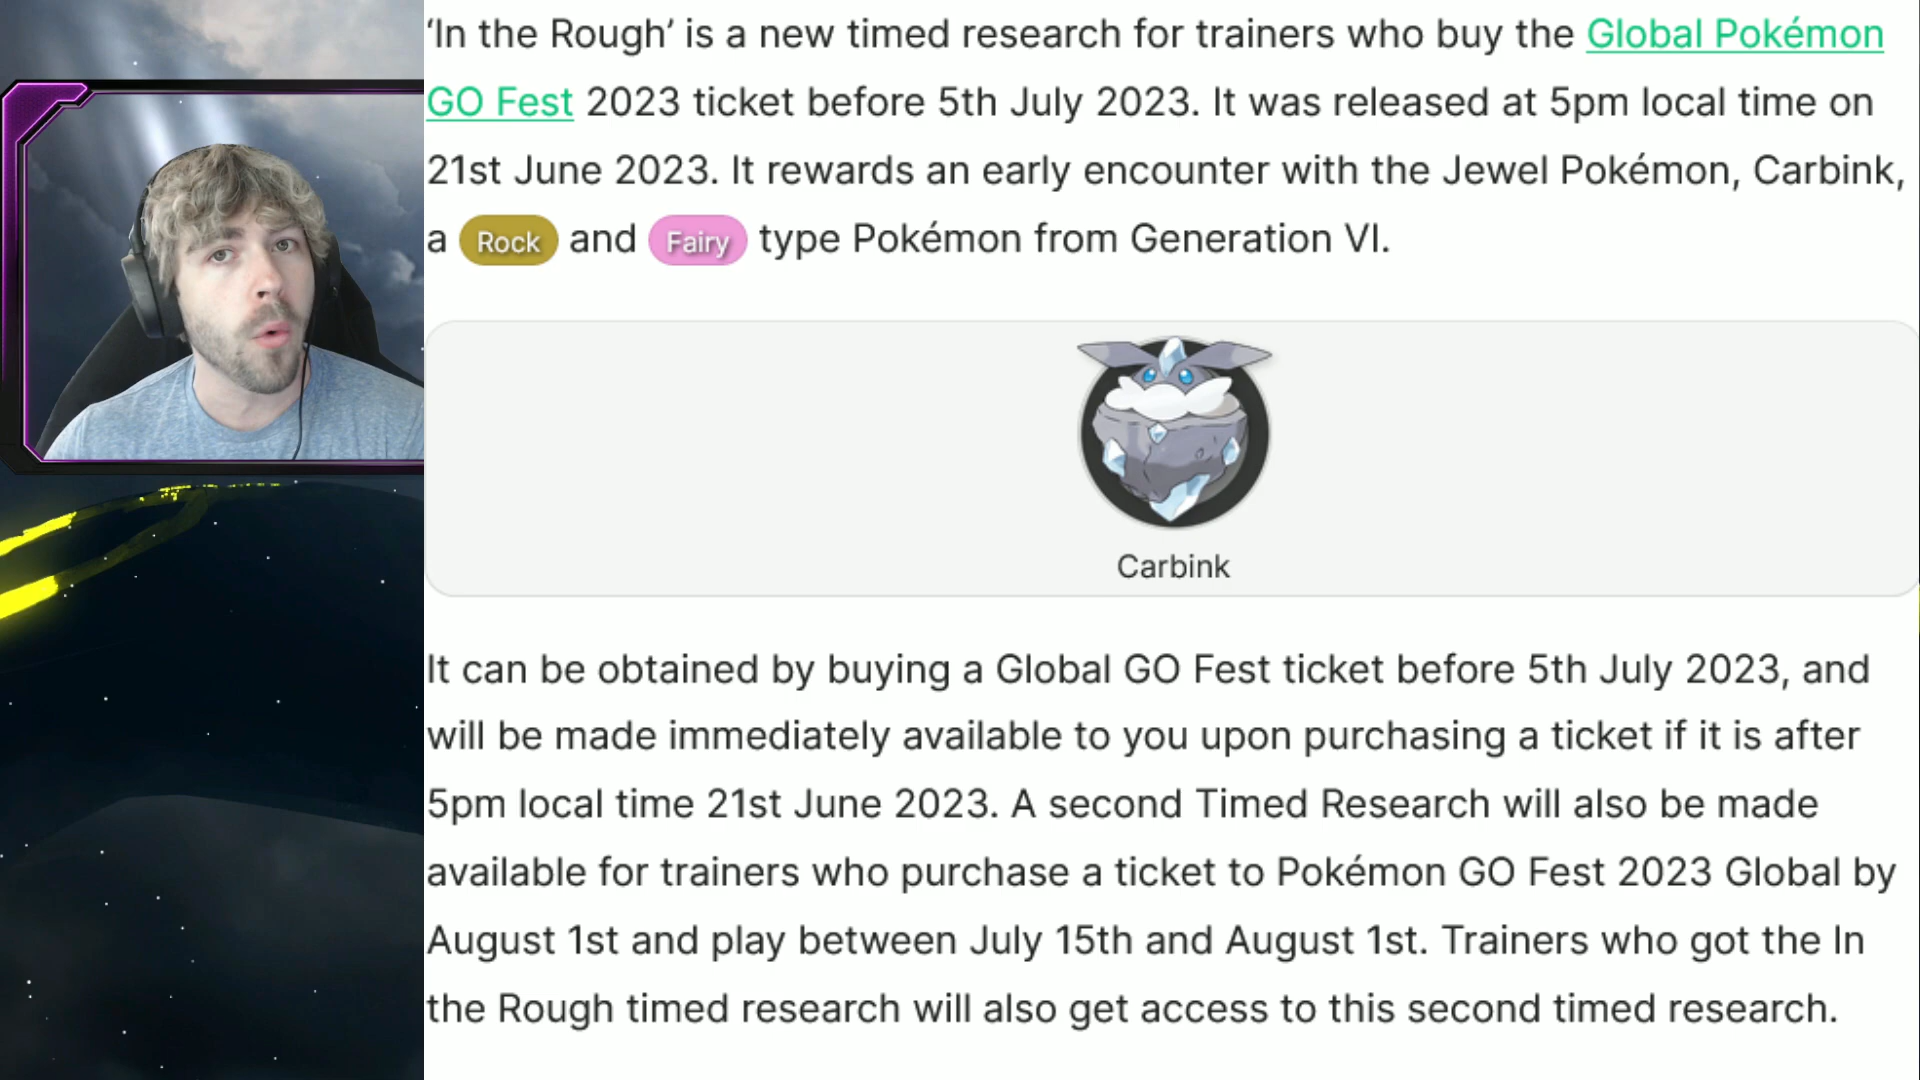 ‘In the Rough’ is a new timed research for trainers who buy the Global Pokémon
GO Fest 2023 ticket before 5th July 2023. It was released at 5pm local time on
21st June 2023. It rewards an early encounter with the Jewel Pokémon, Carbink,
a Rock and Fairy type Pokémon from Generation VI.
Carbink
It can be obtained by buying a Global GO Fest ticket before 5th July 2023, and
will be made immediately available to you upon purchasing a ticket if it is after
5pm local time 21st June 2023. A second Timed Research will also be made
available for trainers who purchase a ticket to Pokémon GO Fest 2023 Global by
August 1st and play between July 15th and August 1st. Trainers who got the In
the Rough timed research will also get access to this second timed research.